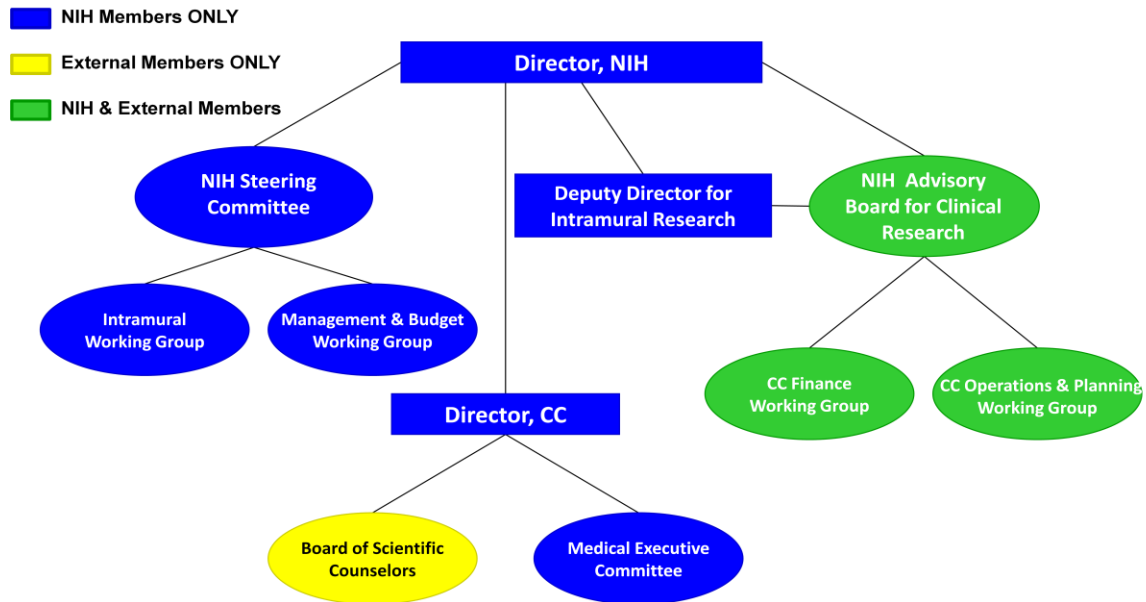 NIH Members ONLY
External Members ONLY
NIH & External Members
Director, NIH
NIH Steering
Committee
Deputy Director for
Intramural Research
NIH  Advisory
Board for Clinical
Research
Intramural
Working Group
Management & Budget
Working Group
CC Finance
Working Group
CC Operations & Planning
Working Group
Director, CC
Board of Scientific
Counselors
Medical Executive
Committee